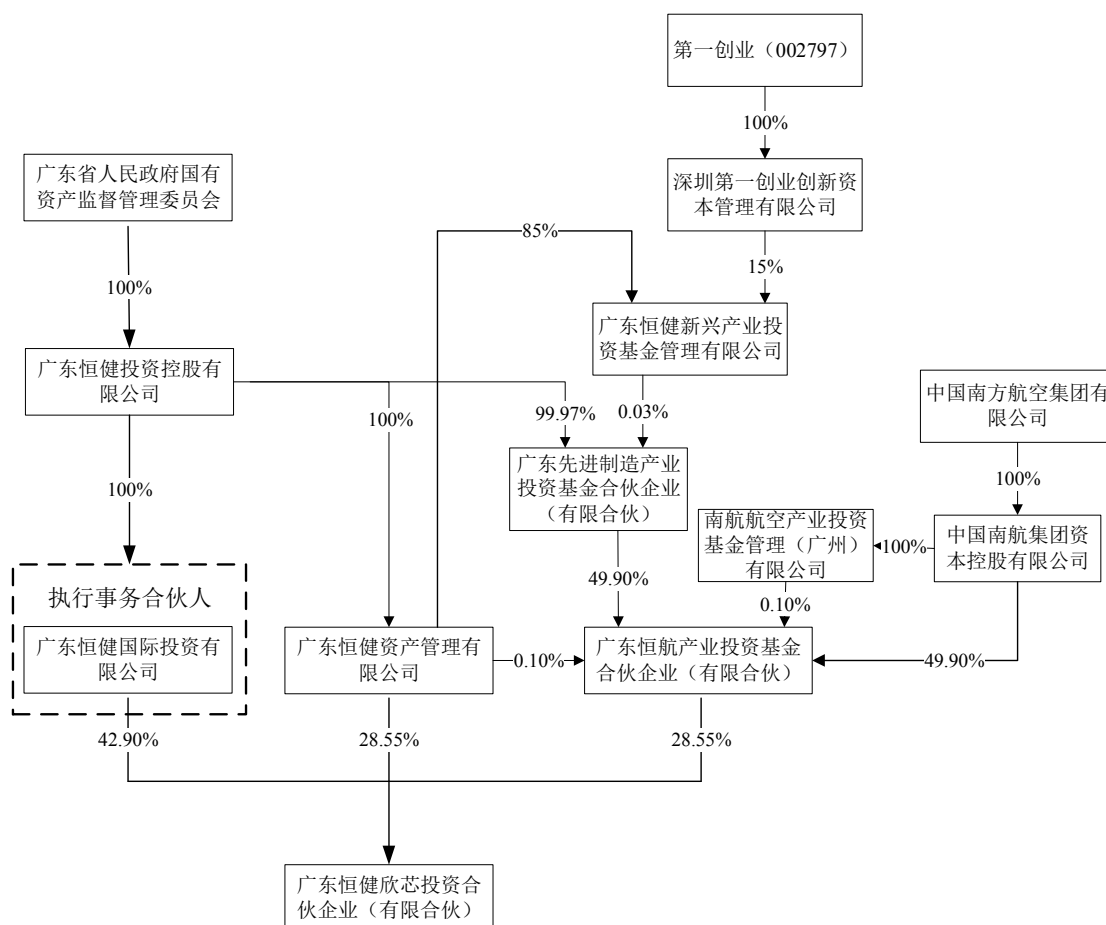 第一创业（002797）
100%
广东省人民政府国有
资产监督管理委员会
深圳第一创业创新资
本管理有限公司
85%
15%
100%
广东恒健新兴产业投
资基金管理有限公司
广东恒健投资控股有
限公司
中国南方航空集团有
限公司
100%
99.97%
0.03%
广东先进制造产业
投资基金合伙企业
（有限合伙）
100%
100%
南航航空产业投资
基金管理（广州）
有限公司
100%
中国南航集团资
本控股有限公司
49.90%
0.10%
执行事务合伙人
广东恒健国际投资有
限公司
广东恒健资产管理有
限公司
0.10%
广东恒航产业投资基金
合伙企业（有限合伙）
49.90%
42.90%
28.55%
28.55%
广东恒健欣芯投资合
伙企业（有限合伙）